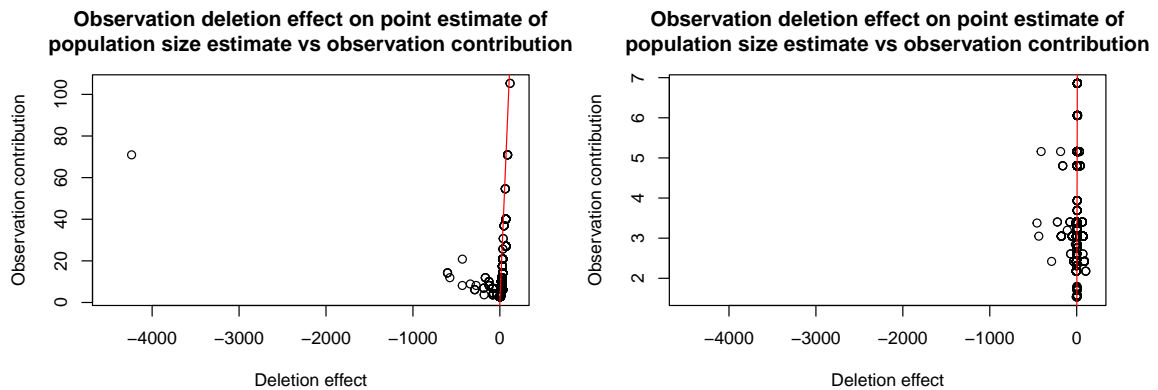 Observation deletion effect on point estimate of
population size estimate vs observation contribution
Observation contribution
100
80
60
40
20
0
−4000
−3000
−2000
−1000
0
Deletion effect
Observation deletion effect on point estimate of
population size estimate vs observation contribution
Observation contribution
7
6
5
4
3
2
−4000
−3000
−2000
−1000
0
Deletion effect